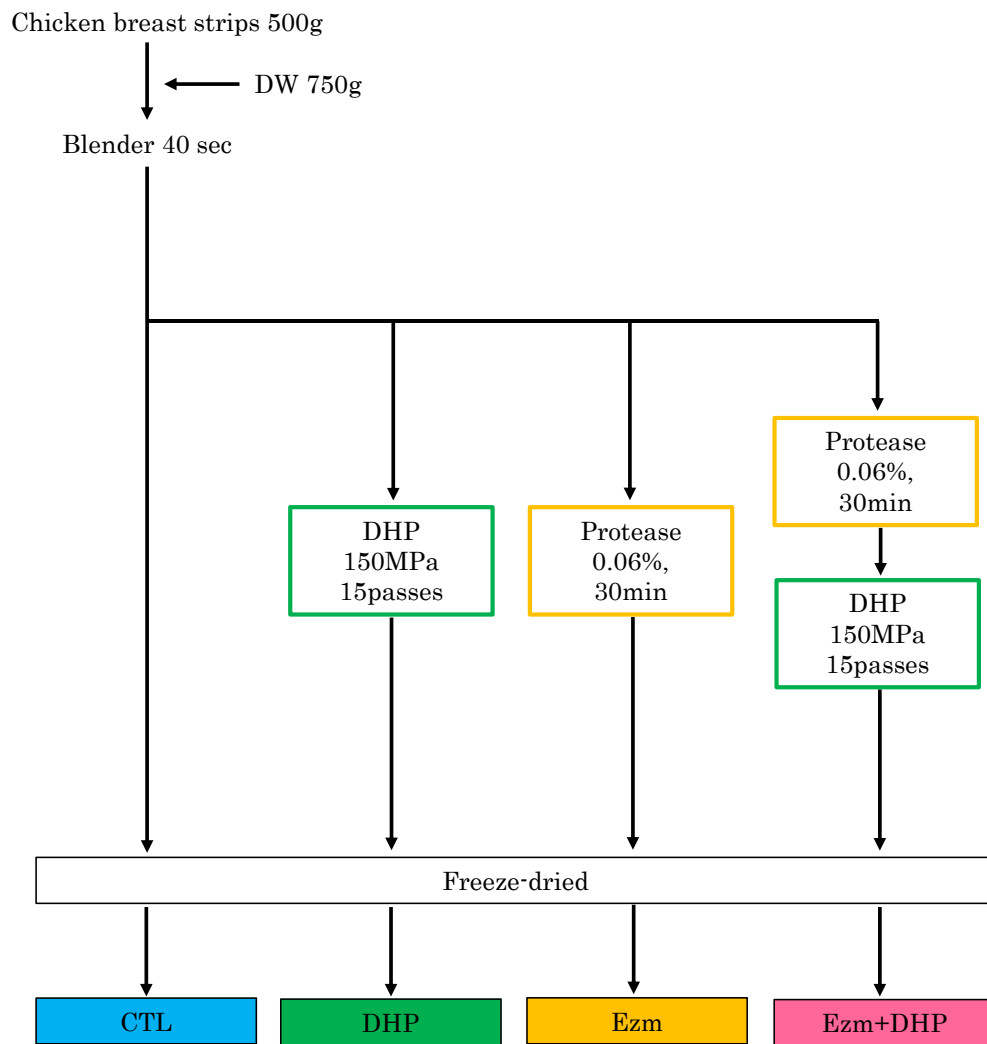 Chicken breast strips 500g
DW 750g
Blender 40 sec
DHP
150MPa
15passes
Protease
0.06%,
30min
Protease
0.06%,
30min
DHP
150MPa
15passes
Freeze-dried
CTL
DHP
Ezm
Ezm+DHP